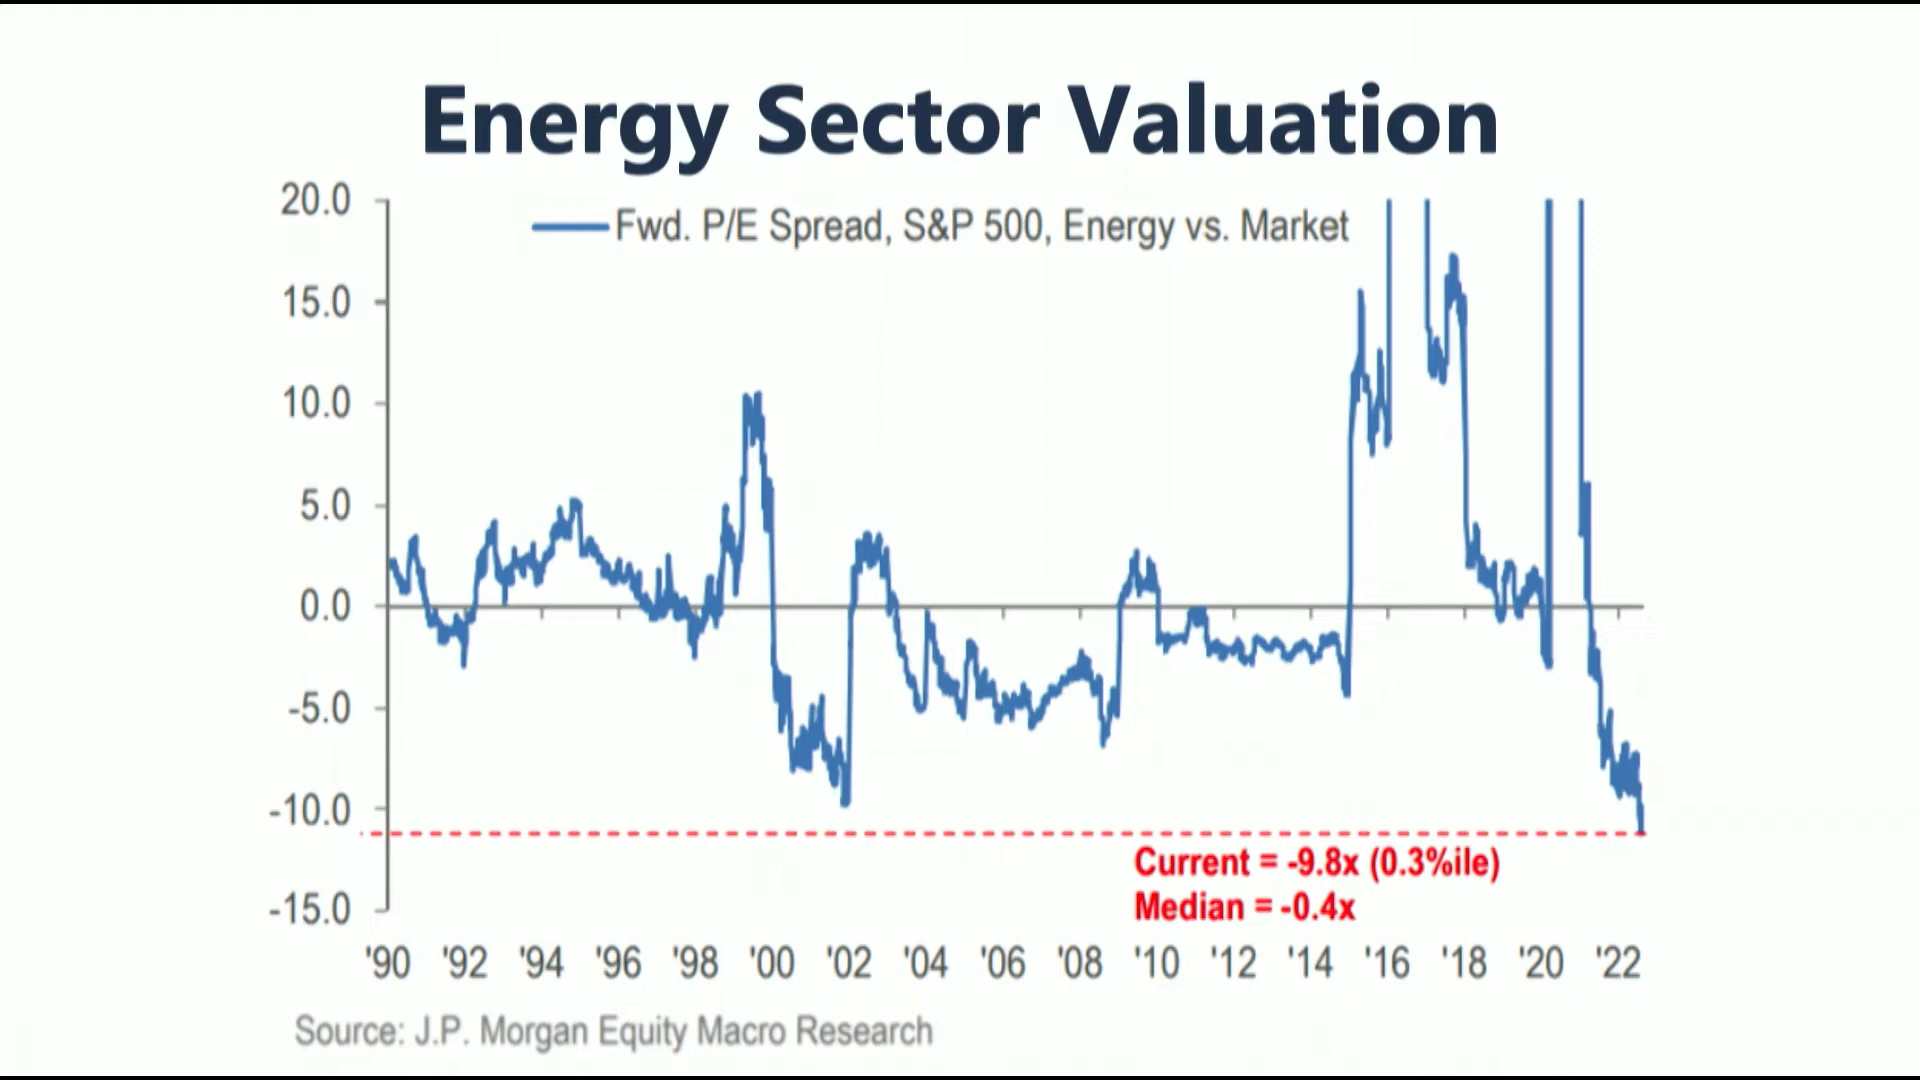 Energy Sector Valuation
Fwd. P/E Spread, S&P 500, Energy vs. Market
20.0
15.0
10.0
5.0
0.0
-5.0
-10.0
-15.0
Current = -9.8x (0.3%ile)
Median = -0.4x
'90 '92 '94 '96 '98 '00 '02 '04 '06 '08 '10 '12 '14 '16 '18 '20 '22
Source: J.P. Morgan Equity Macro Research